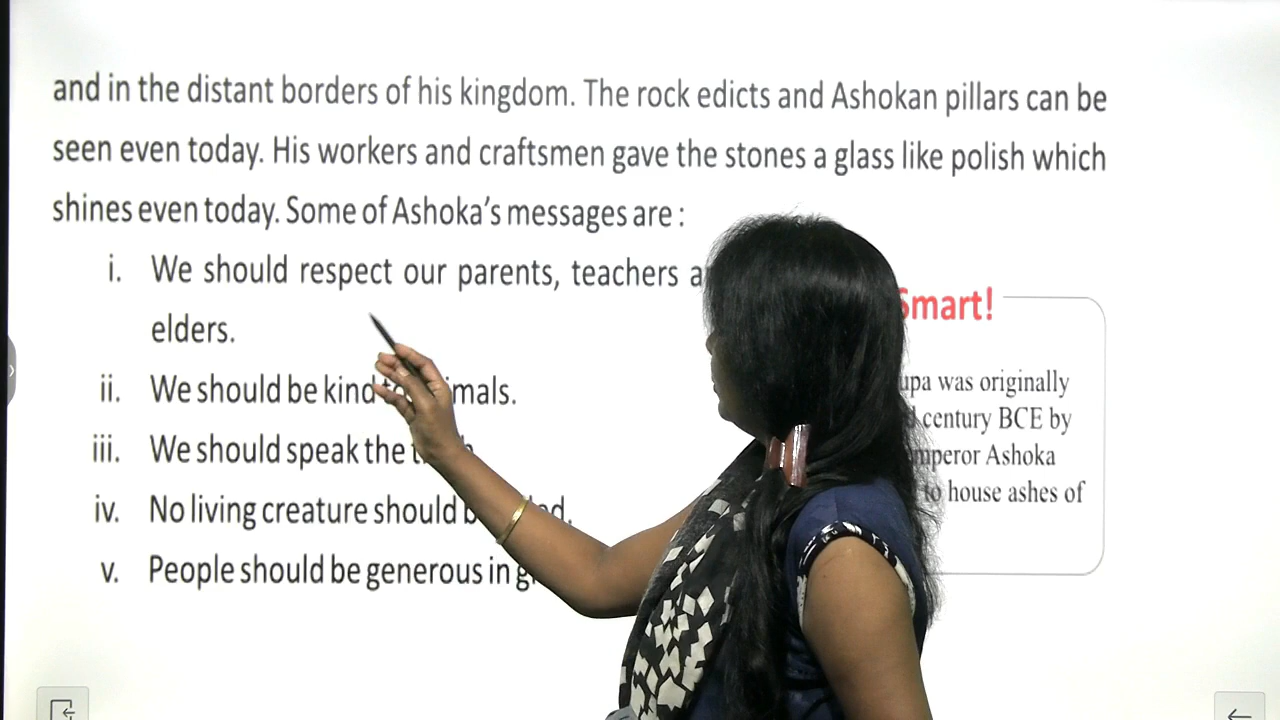 and in the distant borders of his kingdom. The rock edicts and Ashokan pillars can be
seen even today. His workers and craftsmen gave the stones a glass like polish which
shines even today. Some of Ashoka's messages are :
i. We should respect our parents, teachers
elders.
ii. We should be kind
iii. We should speak the
iv. No living creature should
v. People should be generous in
Smart!
was originally
century BCE by
Ashoka
to house ashes of